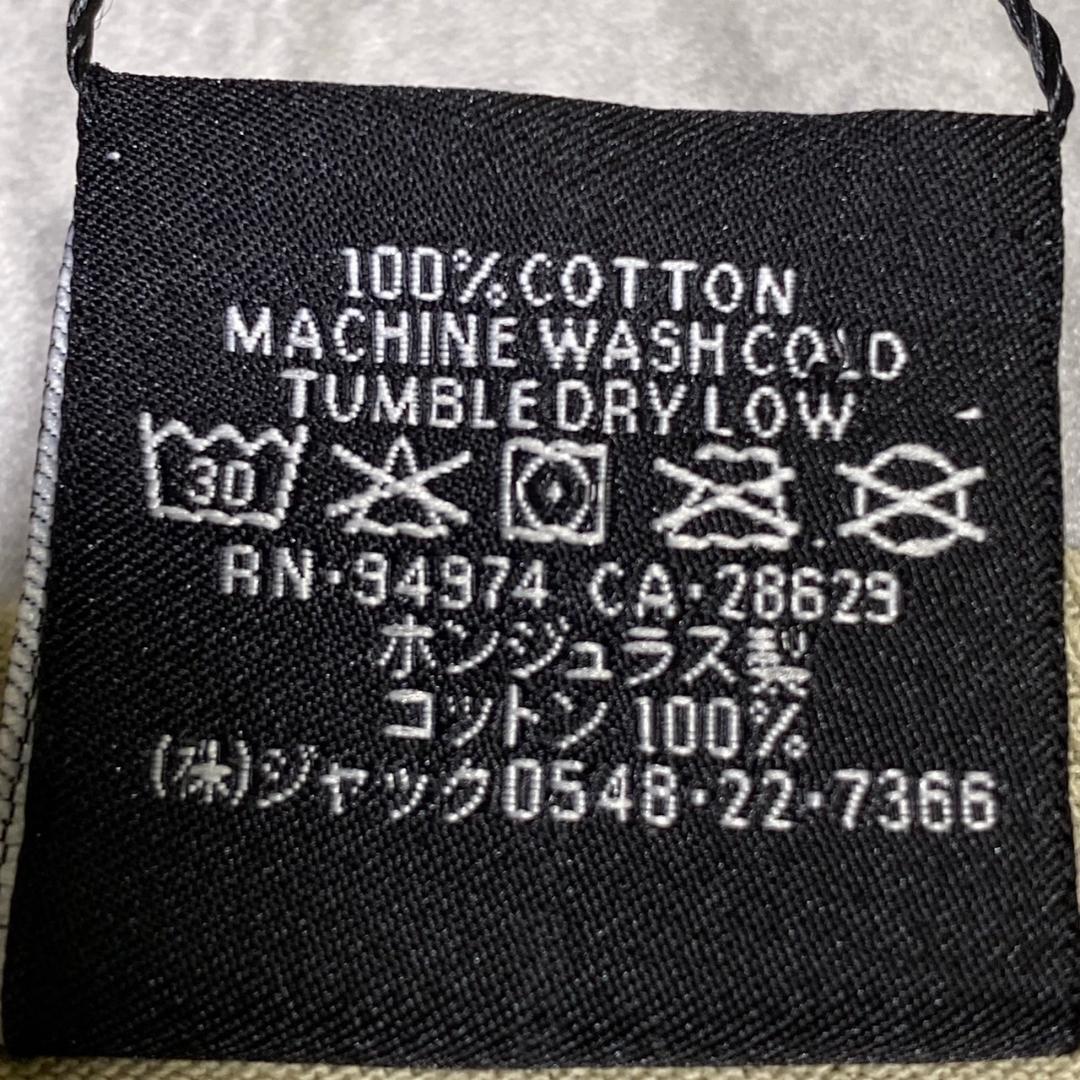 100% COTTON
MACHINE WASH COLD
TUMBLE DRY LOW
30
RN·94974 CA·28629
ホンジュラス製
コットン 100%
(株)ジャック0548·22·7366